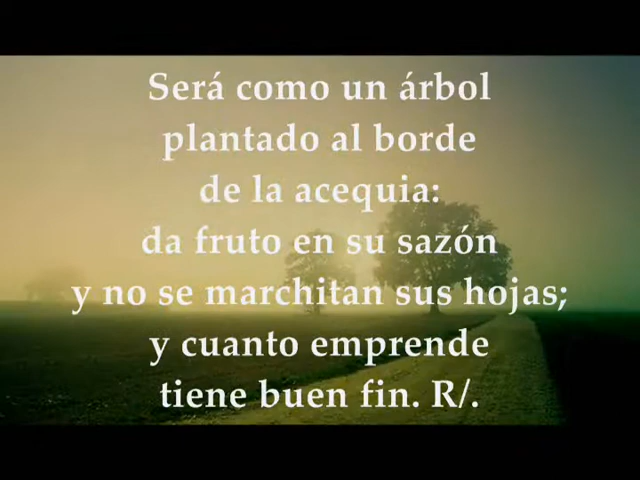 Será como un árbol
plantado al borde
de la acequia:
da fruto en su sazón
y no se marchitan sus hojas;
y cuanto emprende
tiene buen fin. R/.